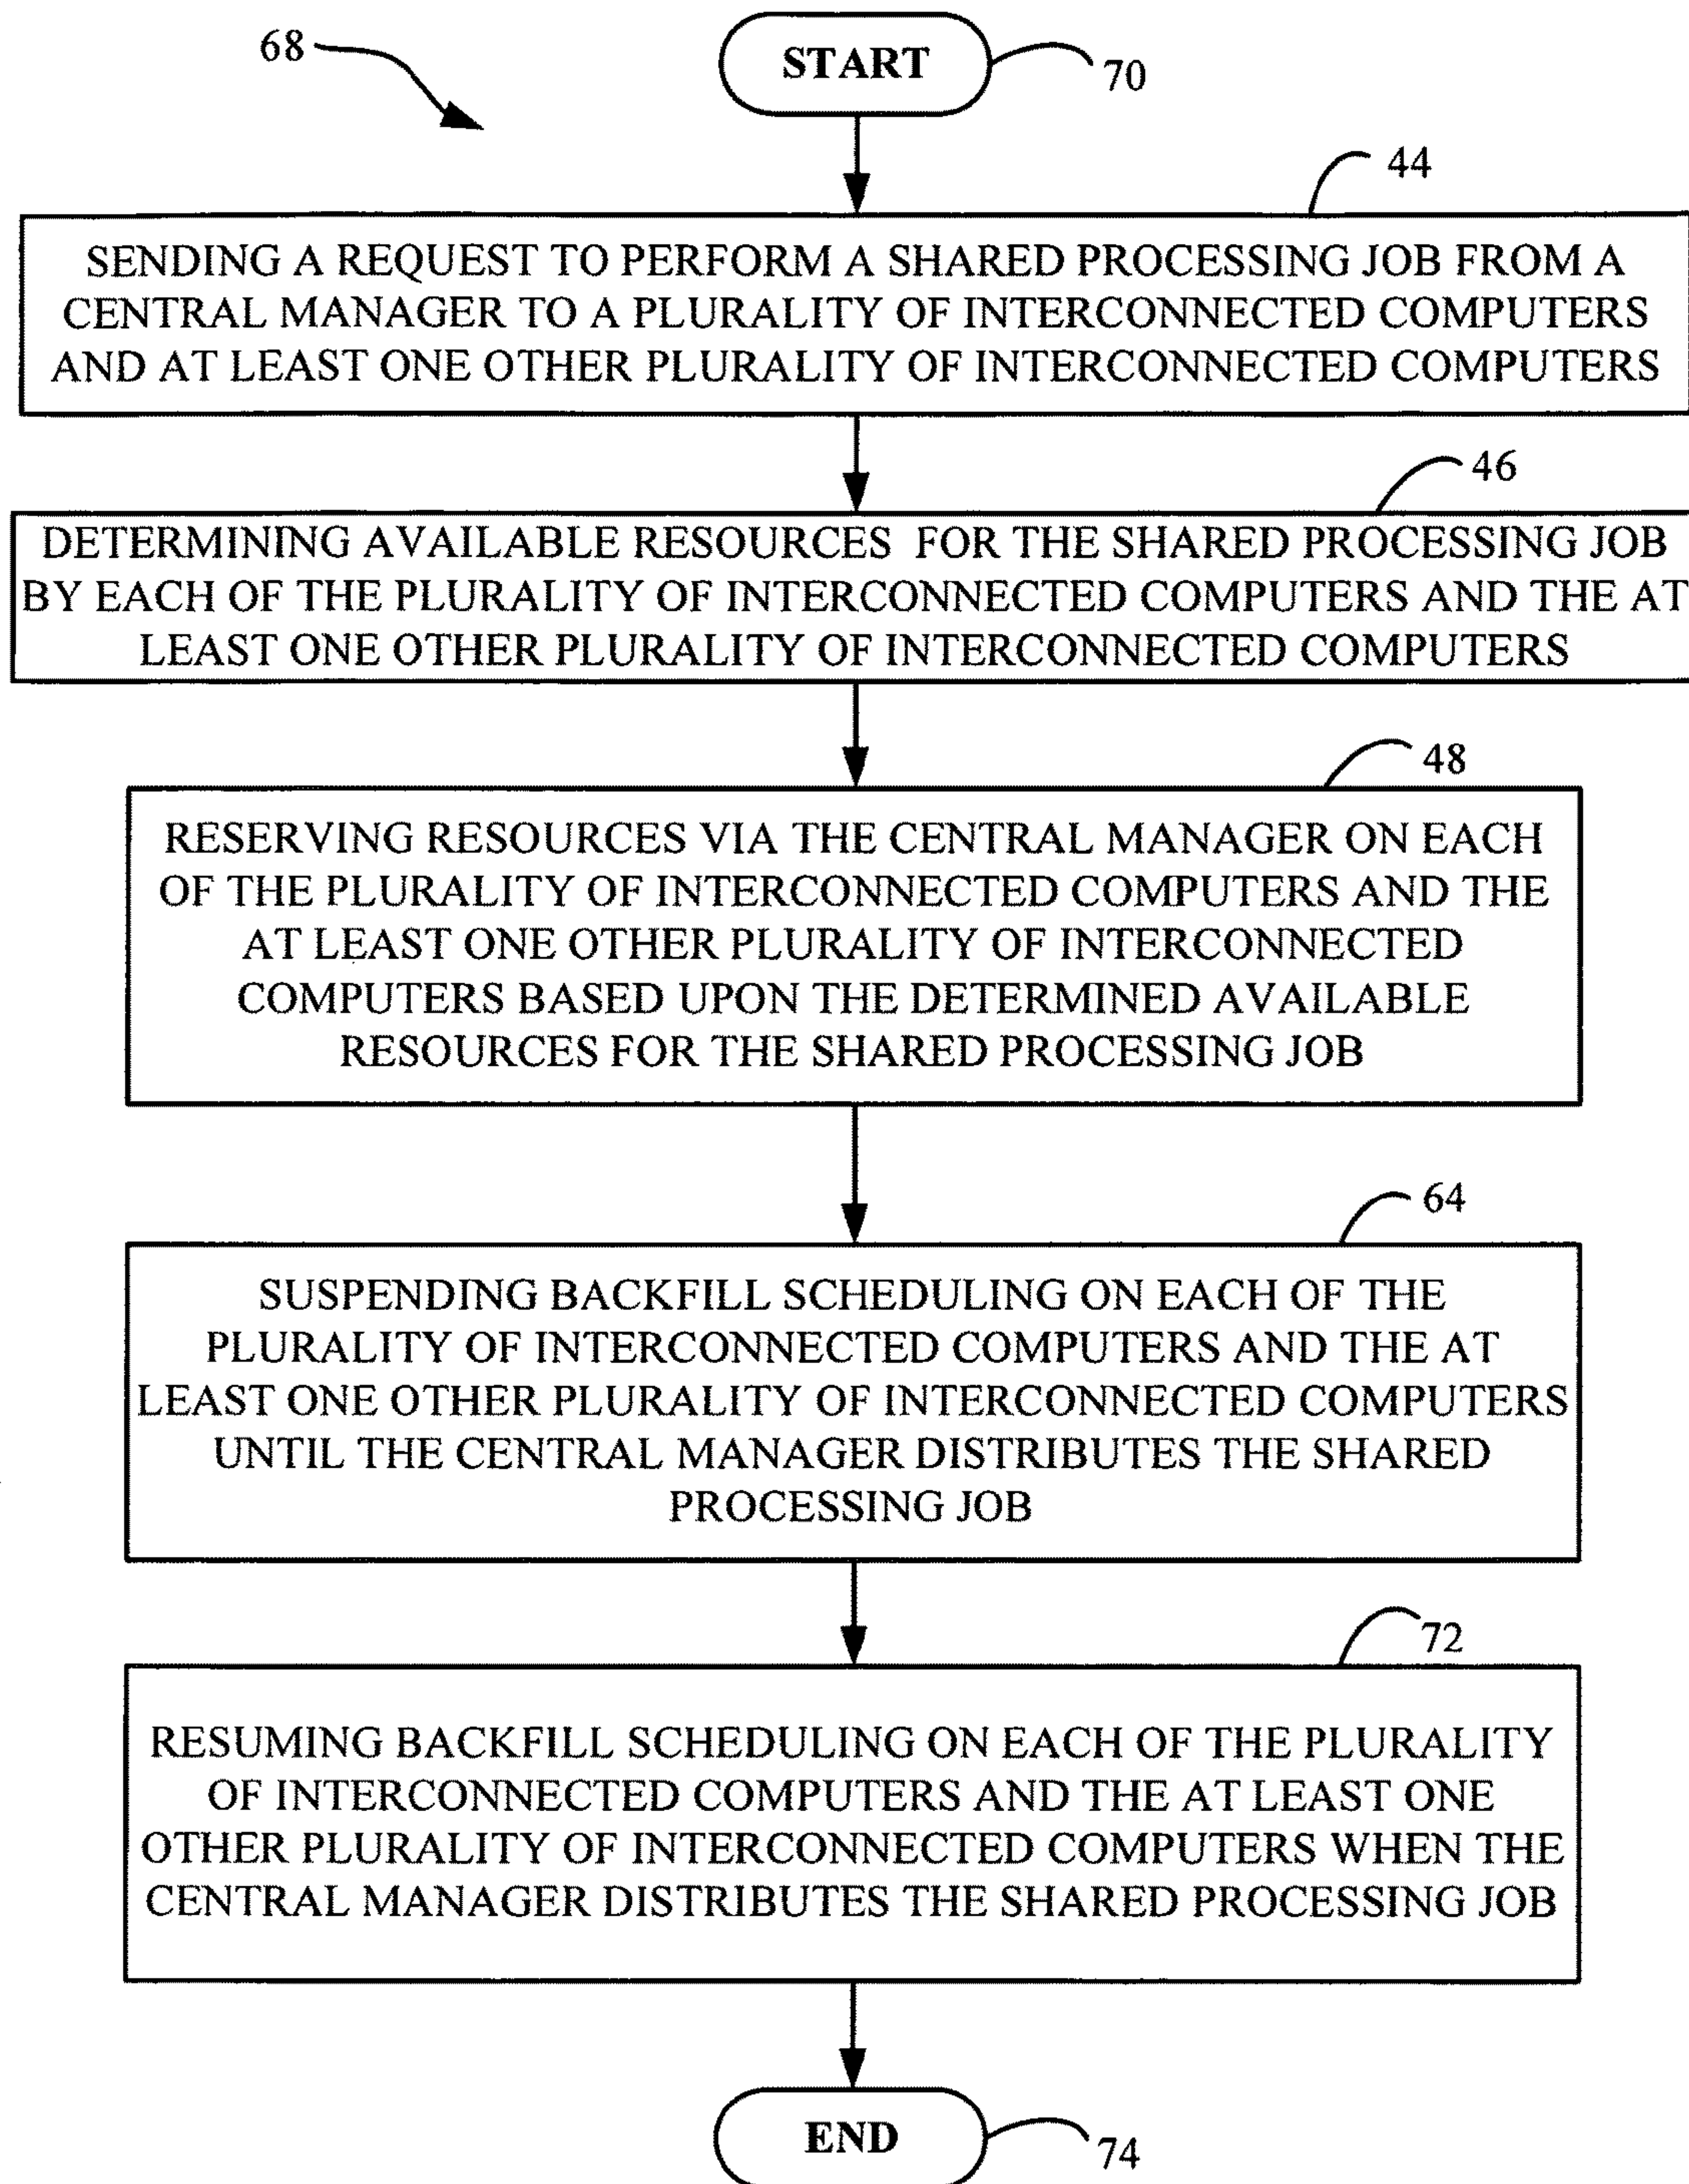 68
START
70
44
SENDING A REQUEST TO PERFORM A SHARED PROCESSING JOB FROM A
CENTRAL MANAGER TO A PLURALITY OF INTERCONNECTED COMPUTERS
AND AT LEAST ONE OTHER PLURALITY OF INTERCONNECTED COMPUTERS
46
DETERMINING AVAILABLE RESOURCES FOR THE SHARED PROCESSING JOB
BY EACH OF THE PLURALITY OF INTERCONNECTED COMPUTERS AND THE AT
LEAST ONE OTHER PLURALITY OF INTERCONNECTED COMPUTERS
48
RESERVING RESOURCES VIA THE CENTRAL MANAGER ON EACH
OF THE PLURALITY OF INTERCONNECTED COMPUTERS AND THE
AT LEAST ONE OTHER PLURALITY OF INTERCONNECTED
COMPUTERS BASED UPON THE DETERMINED AVAILABLE
RESOURCES FOR THE SHARED PROCESSING JOB
64
SUSPENDING BACKFILL SCHEDULING ON EACH OF THE
PLURALITY OF INTERCONNECTED COMPUTERS AND THE AT
LEAST ONE OTHER PLURALITY OF INTERCONNECTED COMPUTERS
UNTIL THE CENTRAL MANAGER DISTRIBUTES THE SHARED
PROCESSING JOB
72
RESUMING BACKFILL SCHEDULING ON EACH OF THE PLURALITY
OF INTERCONNECTED COMPUTERS AND THE AT LEAST ONE
OTHER PLURALITY OF INTERCONNECTED COMPUTERS WHEN THE
CENTRAL MANAGER DISTRIBUTES THE SHARED PROCESSING JOB
END
74